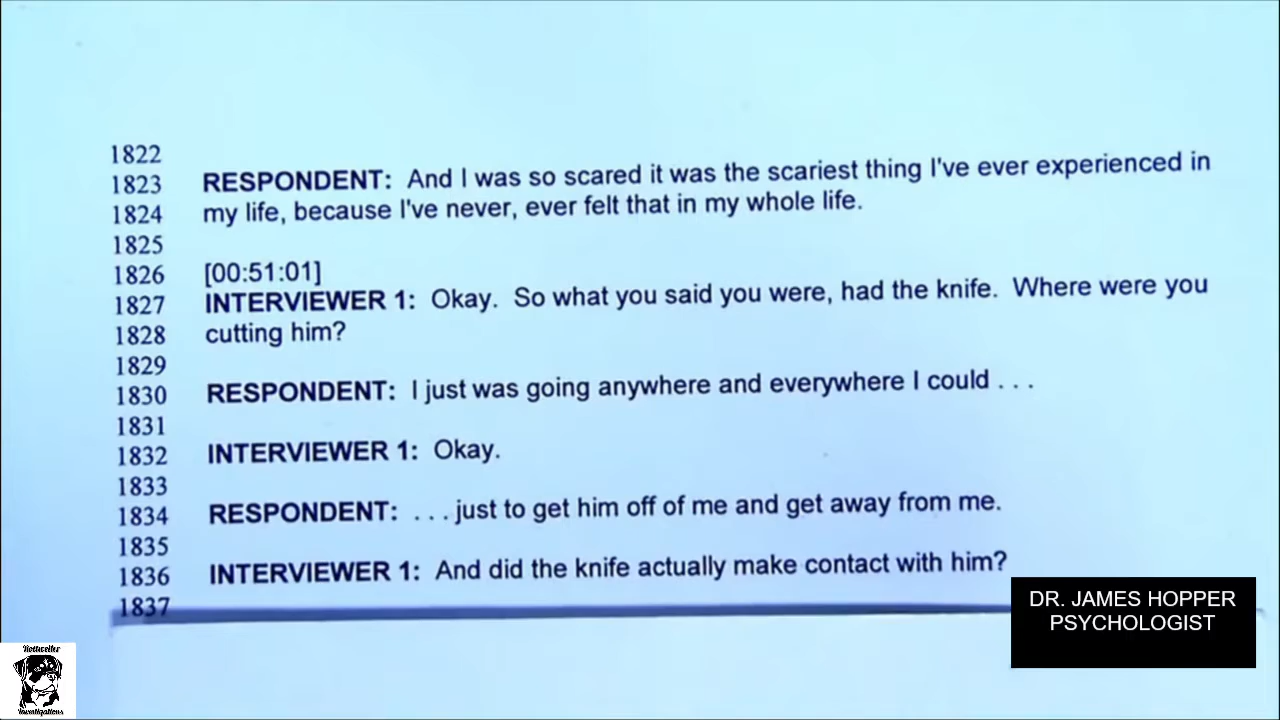 1822
1823 RESPONDENT: And I was so scared it was the scariest thing I've ever experienced in
1824 my life, because I've never, ever felt that in my whole life.
1825
1826 [00:51:01]
1827 INTERVIEWER 1: Okay. So what you said you were, had the knife. Where were you
1828 cutting him?
1829
1830 RESPONDENT: I just was going anywhere and everywhere I could . . .
1831
1832 INTERVIEWER 1: Okay.
1833
1834 RESPONDENT: . . . just to get him off of me and get away from me.
1835
1836 INTERVIEWER 1: And did the knife actually make contact with him?
1837
DR. JAMES HOPPER
PSYCHOLOGIST
Rottweiler
Investigations